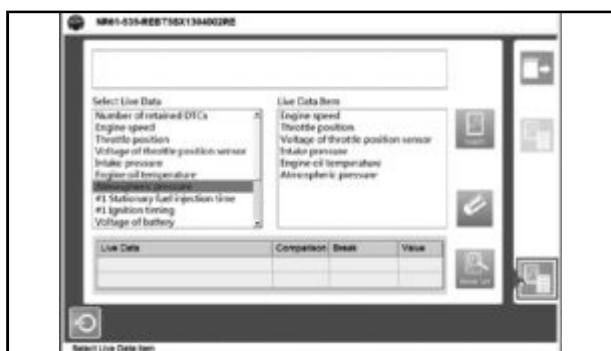 Select Live Data
Live Data Item
Number of retained DTCs
Engine speed
Throttle position
Voltage of throttle position sensor
Intake pressure
Engine oil temperature
Atmospheric pressure
#1 Stationary fuel injection time
#1 Ignition timing
Voltage of battery
Engine speed
Throttle position
Voltage of throttle position sensor
Intake pressure
Engine oil temperature
Atmospheric pressure
Live Data Comparison Break Value
Select Live Data Item